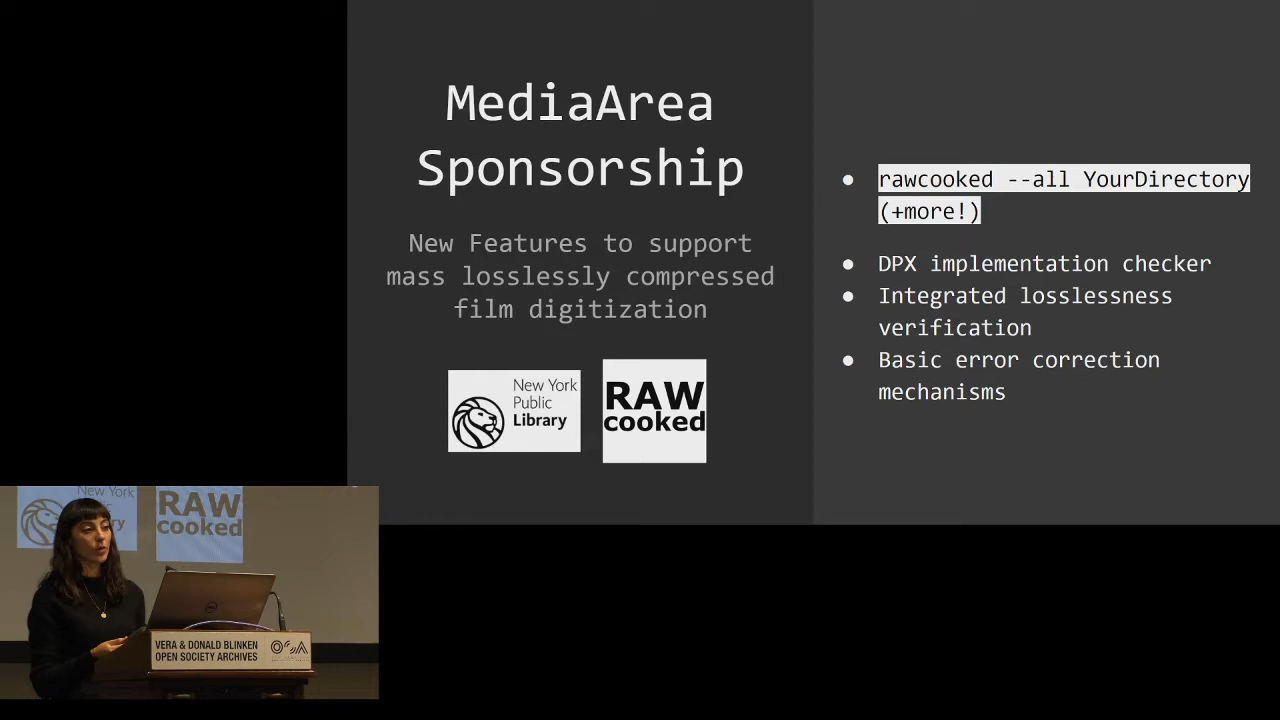 MediaArea
Sponsorship
New Features to support
mass losslessly compressed
film digitization
New York
Public
Library
RAW
cooked
● rawcooked --all YourDirectory
(+more!)
● DPX implementation checker
● Integrated losslessness
verification
● Basic error correction
mechanisms
New York
RAW
cooked
VERA & DONALD BLINKEN
OPEN SOCIETY ARCHIVES